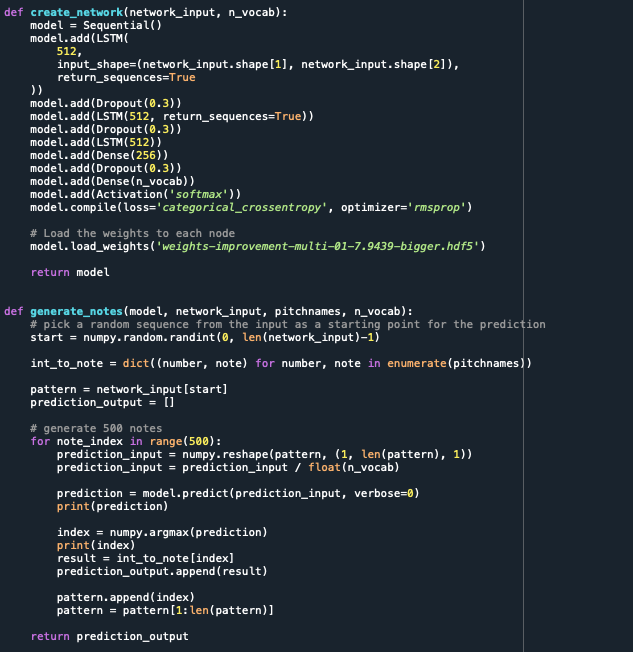 def create_network(network_input, n_vocab):
    model = Sequential()
    model.add(LSTM(
        512,
        input_shape=(network_input.shape[1], network_input.shape[2]),
        return_sequences=True
    ))
    model.add(Dropout(0.3))
    model.add(LSTM(512, return_sequences=True))
    model.add(Dropout(0.3))
    model.add(LSTM(512))
    model.add(Dense(256))
    model.add(Dropout(0.3))
    model.add(Dense(n_vocab))
    model.add(Activation('softmax'))
    model.compile(loss='categorical_crossentropy', optimizer='rmsprop')

    # Load the weights to each node
    model.load_weights('weights-improvement-multi-01-7.9439-bigger.hdf5')

    return model


def generate_notes(model, network_input, pitchnames, n_vocab):
    # pick a random sequence from the input as a starting point for the prediction
    start = numpy.random.randint(0, len(network_input)-1)

    int_to_note = dict((number, note) for number, note in enumerate(pitchnames))

    pattern = network_input[start]
    prediction_output = []

    # generate 500 notes
    for note_index in range(500):
        prediction_input = numpy.reshape(pattern, (1, len(pattern), 1))
        prediction_input = prediction_input / float(n_vocab)

        prediction = model.predict(prediction_input, verbose=0)
        print(prediction)

        index = numpy.argmax(prediction)
        print(index)
        result = int_to_note[index]
        prediction_output.append(result)

        pattern.append(index)
        pattern = pattern[1:len(pattern)]

    return prediction_output